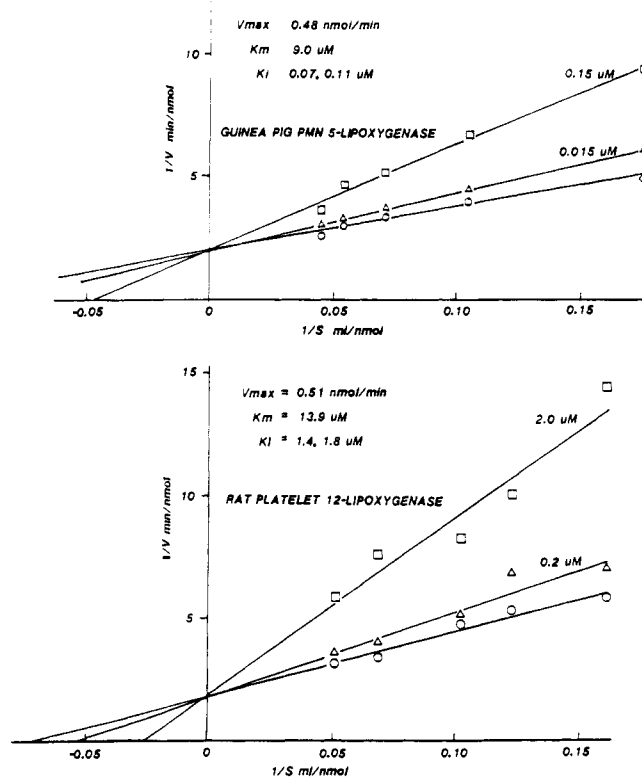 Vmax 0.48 nmol/min
Km 9.0 uM
Ki 0.07, 0.11 uM
10
0.15 uM
GUINEA PIG PMN 5-LIPOXYGENASE
0.015 uM
1/V min/nmol
5
-0.05
0
0.05
0.10
0.15
1/S ml/nmol
15
Vmax = 0.51 nmol/min
Km = 13.9 uM
Ki = 1.4, 1.8 uM
2.0 uM
10
RAT PLATELET 12-LIPOXYGENASE
1/V min/nmol
0.2 uM
5
-0.05
0
0.05
0.10
0.15
1/S ml/nmol